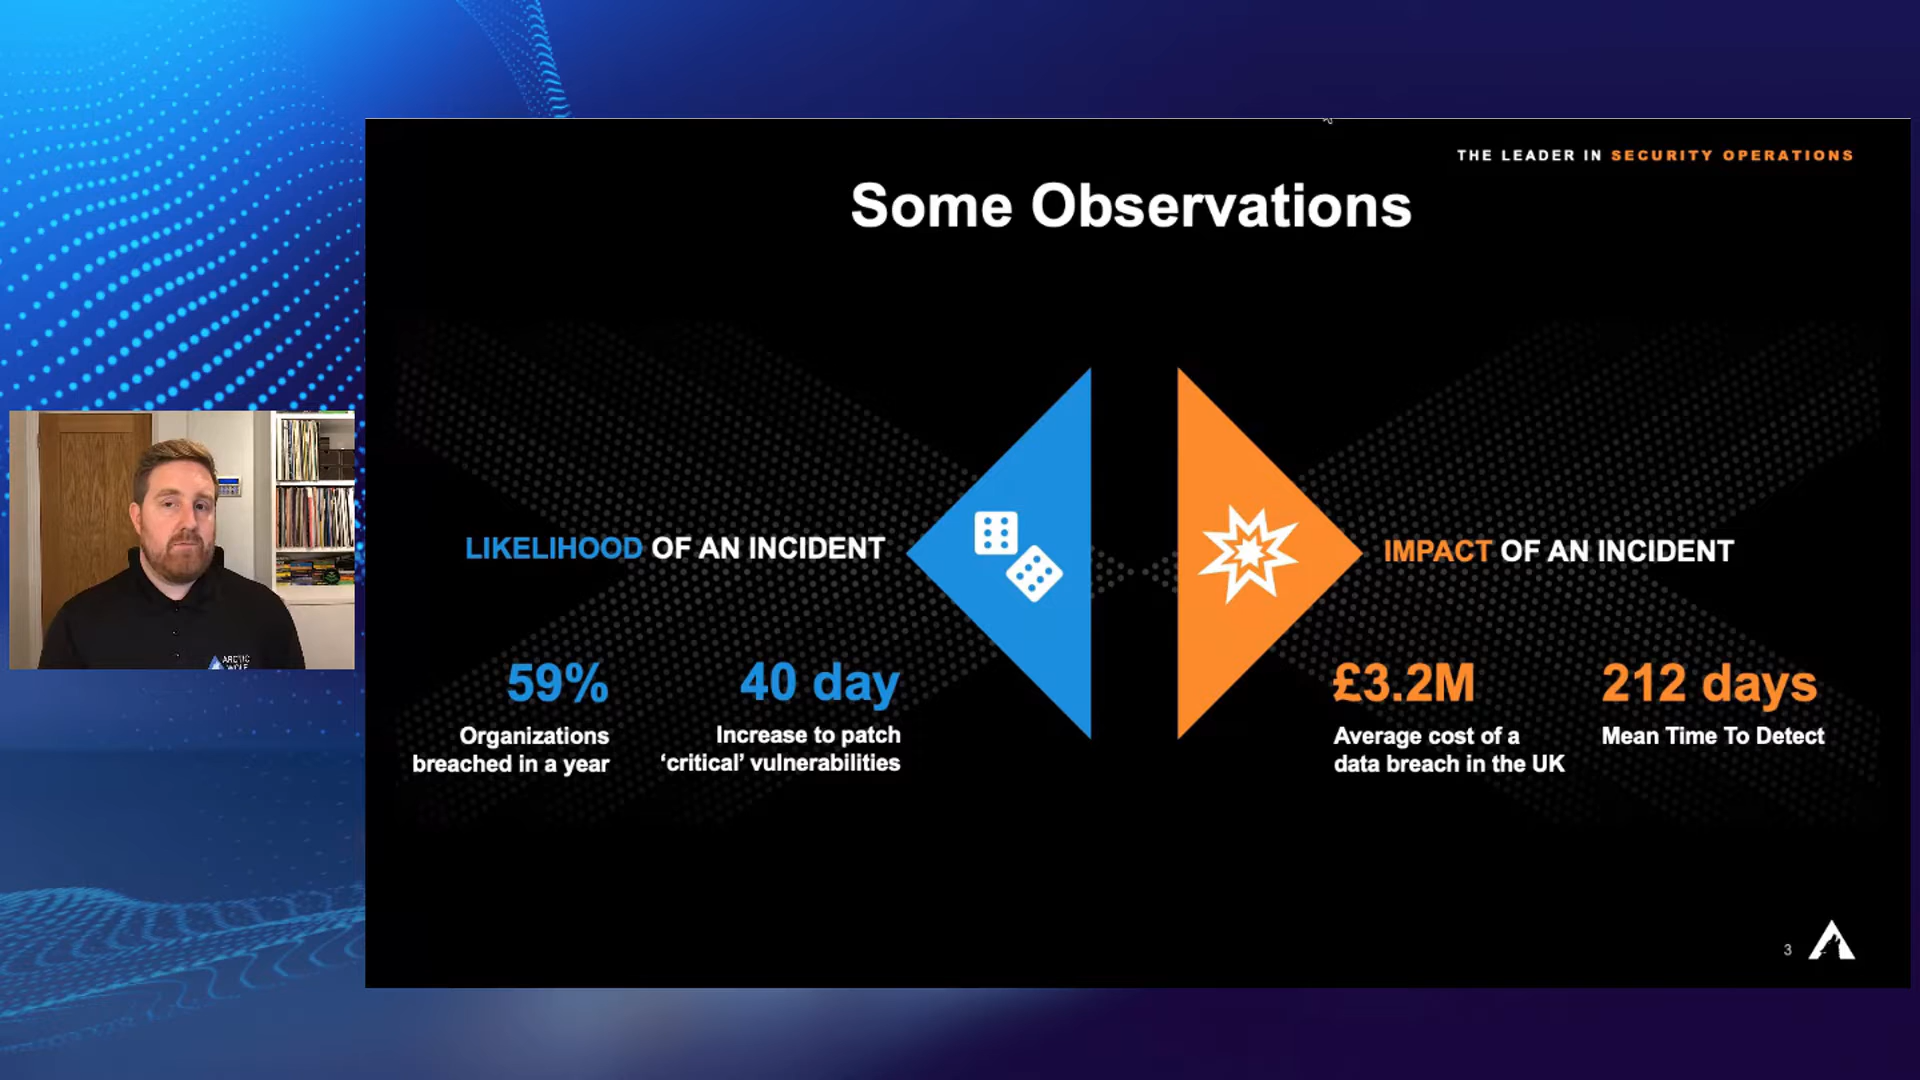 THE LEADER IN SECURITY OPERATIONS
Some Observations
LIKELIHOOD OF AN INCIDENT
IMPACT OF AN INCIDENT
59%
Organizations
breached in a year
40 day
Increase to patch
‘critical’ vulnerabilities
£3.2M
Average cost of a
data breach in the UK
212 days
Mean Time To Detect
3
ARCTIC
WOLF